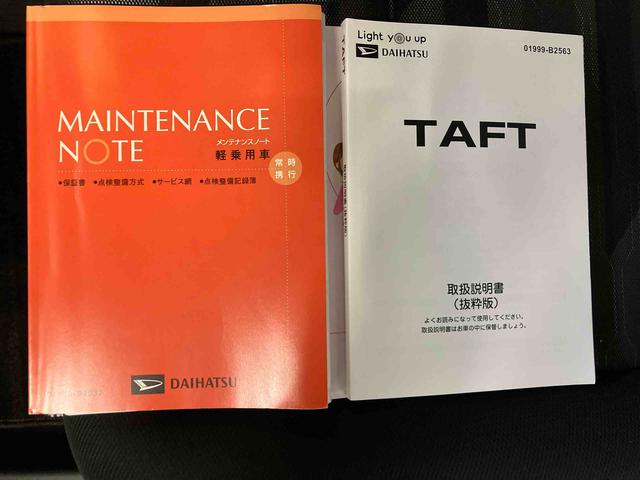 MAINTENANCE
NOTE
メンテナンスノート
軽乗用車
常時
携行
●保証書 ●点検整備方式 ●サービス網 ●点検整備記録簿
DAIHATSU
Light you up
DAIHATSU
01999-B2563
TAFT
取扱説明書
(抜粋版)
よくお読みになって使用してください。
取扱説明書はお車の中に保管しましょう。